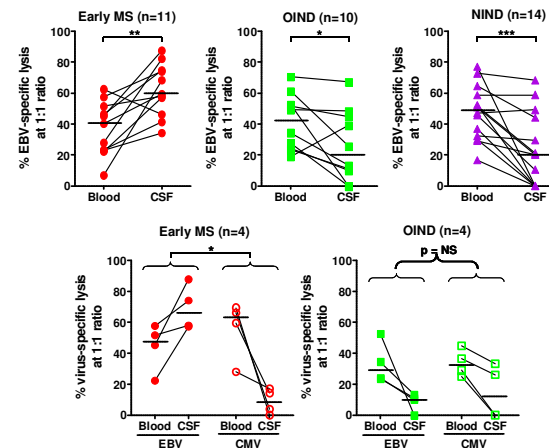 Early MS (n=11)
**
% EBV-specific lysis
at 1:1 ratio
100
80
60
40
20
0
Blood CSF
OIND (n=10)
*
% EBV-specific lysis
at 1:1 ratio
100
80
60
40
20
0
Blood CSF
NIND (n=14)
***
% EBV-specific lysis
at 1:1 ratio
100
80
60
40
20
0
Blood CSF
Early MS (n=4)
*
% virus-specific lysis
at 1:1 ratio
100
80
60
40
20
0
Blood CSF Blood CSF
EBV CMV
OIND (n=4)
p = NS
% virus-specific lysis
at 1:1 ratio
100
80
60
40
20
0
Blood CSF Blood CSF
EBV CMV